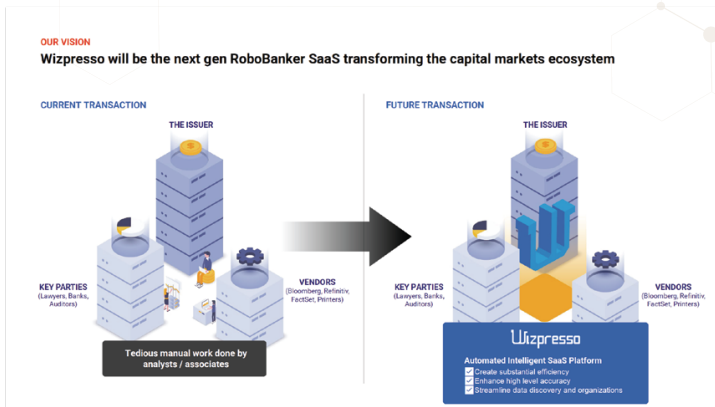 OUR VISION
Wizpresso will be the next gen RoboBanker SaaS transforming the capital markets ecosystem
CURRENT TRANSACTION
THE ISSUER
KEY PARTIES
(Lawyers, Banks,
Auditors)
VENDORS
(Bloomberg, Refinitiv,
FactSet, Printers)
Tedious manual work done by
analysts / associates
FUTURE TRANSACTION
THE ISSUER
KEY PARTIES
(Lawyers, Banks,
Auditors)
VENDORS
(Bloomberg, Refinitiv,
FactSet, Printers)
Wizpresso
Automated Intelligent SaaS Platform
Create substantial efficiency
Enhance high level accuracy
Streamline data discovery and organizations